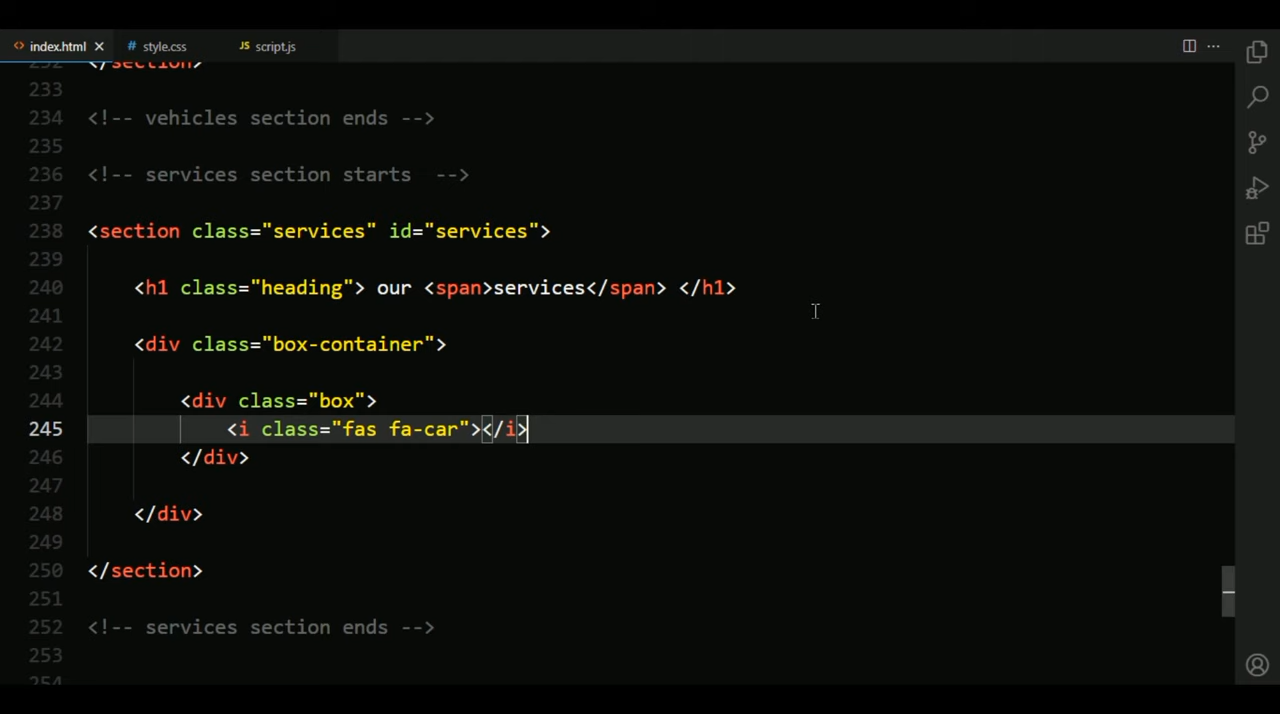 index.html
style.css
JS script.js
232 </section>
233
234 <!-- vehicles section ends -->
235
236 <!-- services section starts  -->
237
238 <section class="services" id="services">
239
240 <h1 class="heading"> our <span>services</span> </h1>
241
242 <div class="box-container">
243
244 <div class="box">
245 <i class="fas fa-car"></i>
246 </div>
247
248 </div>
249
250 </section>
251
252 <!-- services section ends -->
253
254